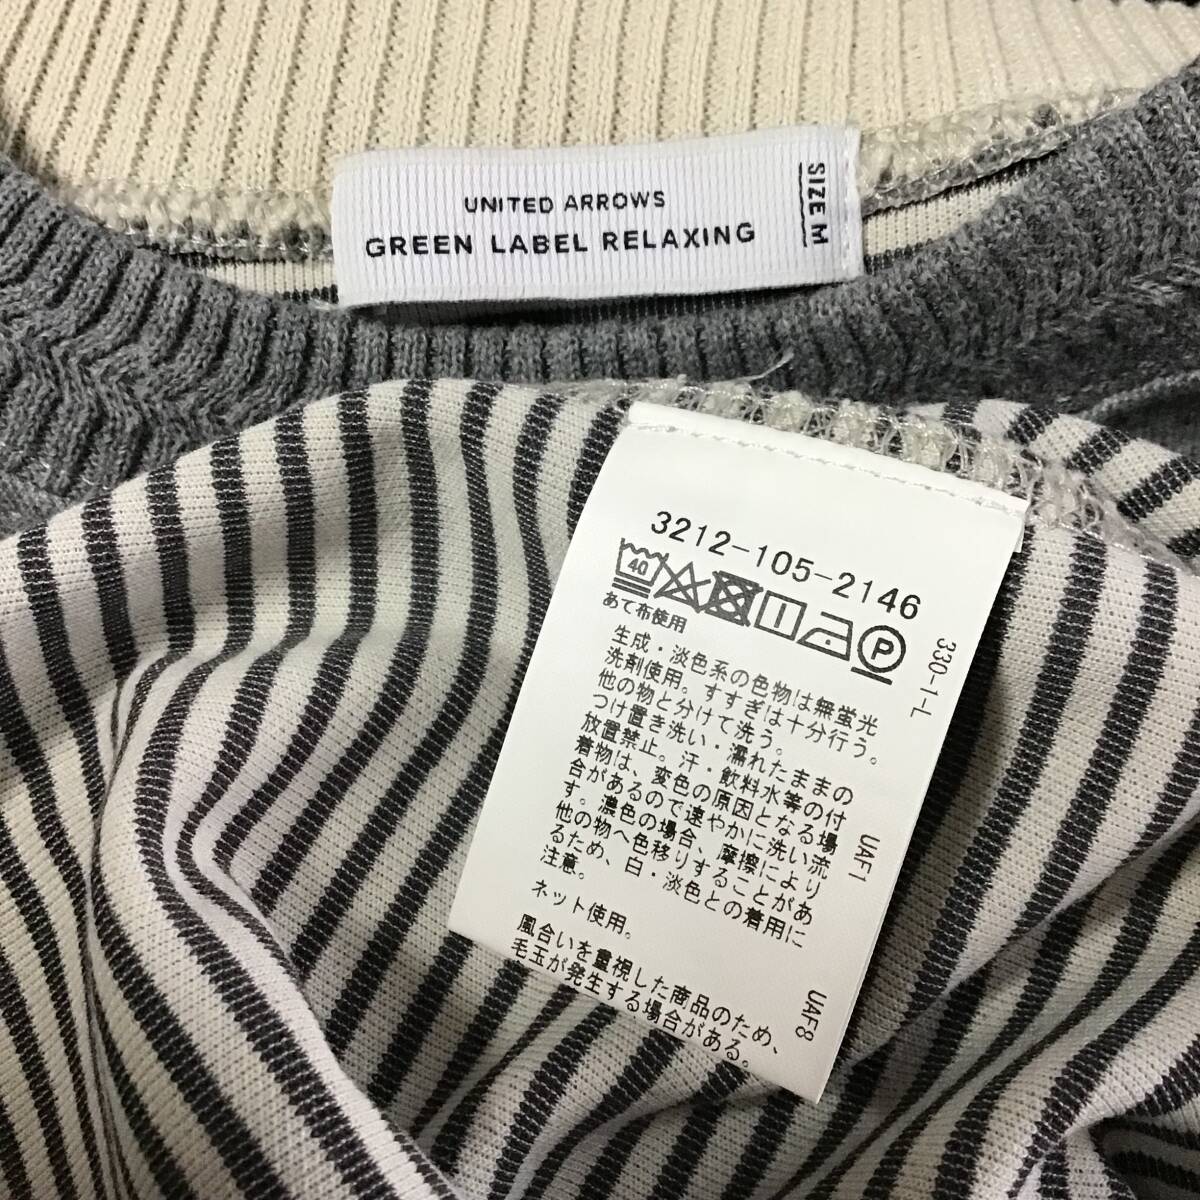 UNITED ARROWS
GREEN LABEL RELAXING
SIZE M
3212-105-2146
40
P
あて布使用
生成・淡色系の色物は無蛍光
洗剤使用。すすぎは十分行う。
他の物と分けて洗う。
つけ置き洗い・濡れたままの
放置禁止。汗・飲料水等の付
着物は、変色の原因となる場
合があるので速やかに洗い流
す。濃色の場合、摩擦により
他の物へ色移りすることがあ
るため、白・淡色との着用に
注意。
ネット使用。
風合いを重視した商品のため、
毛玉が発生する場合がある。
330-1-L
UAF1
UAF8